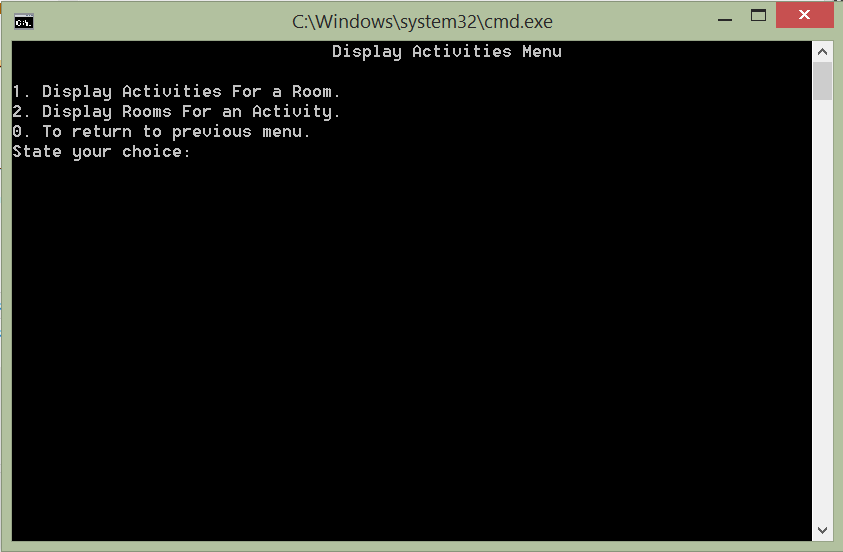 C:\Windows\system32\cmd.exe
Display Activities Menu
1. Display Activities For a Room.
2. Display Rooms For an Activity.
0. To return to previous menu.
State your choice: